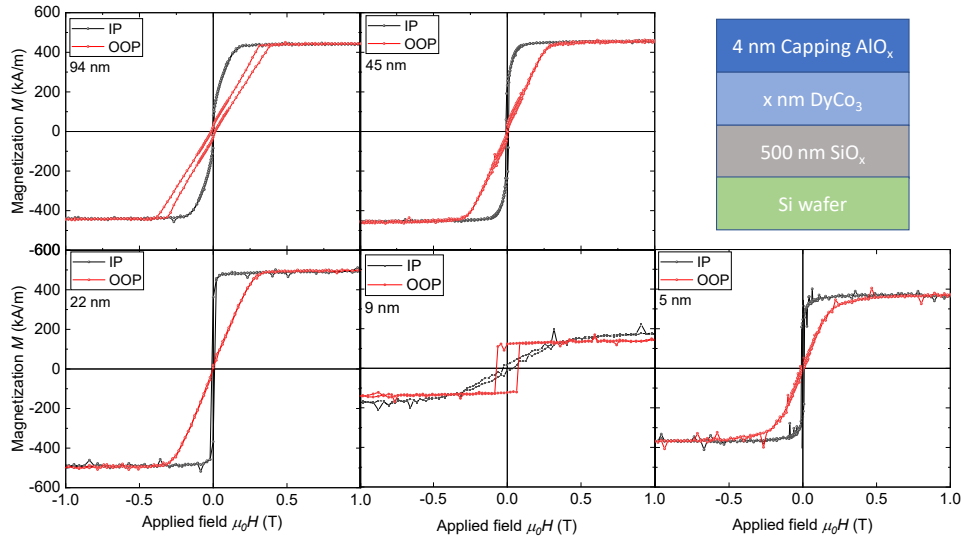 IP
OOP
94 nm
IP
OOP
45 nm
4 nm Capping AlOₓ
x nm DyCo₃
500 nm SiOₓ
Si wafer
Magnetization M (kA/m)
600
400
200
0
-200
-400
-600
IP
OOP
22 nm
IP
OOP
9 nm
IP
OOP
5 nm
Magnetization M (kA/m)
600
400
200
0
-200
-400
-600
-1.0 -0.5 0.0 0.5 1.0
-0.5 0.0 0.5 1.0
-0.5 0.0 0.5 1.0
Applied field μ₀H (T)
Applied field μ₀H (T)
Applied field μ₀H (T)